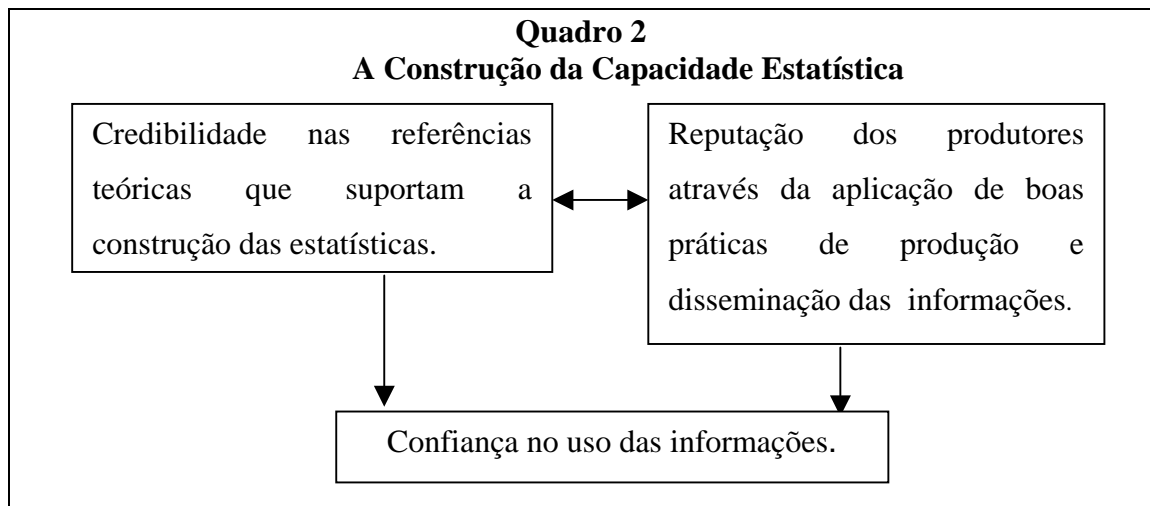 Quadro 2
A Construção da Capacidade Estatística
Credibilidade nas referências
teóricas que suportam a
construção das estatísticas.
Reputação dos produtores
através da aplicação de boas
práticas de produção e
disseminação das informações.
Confiança no uso das informações.